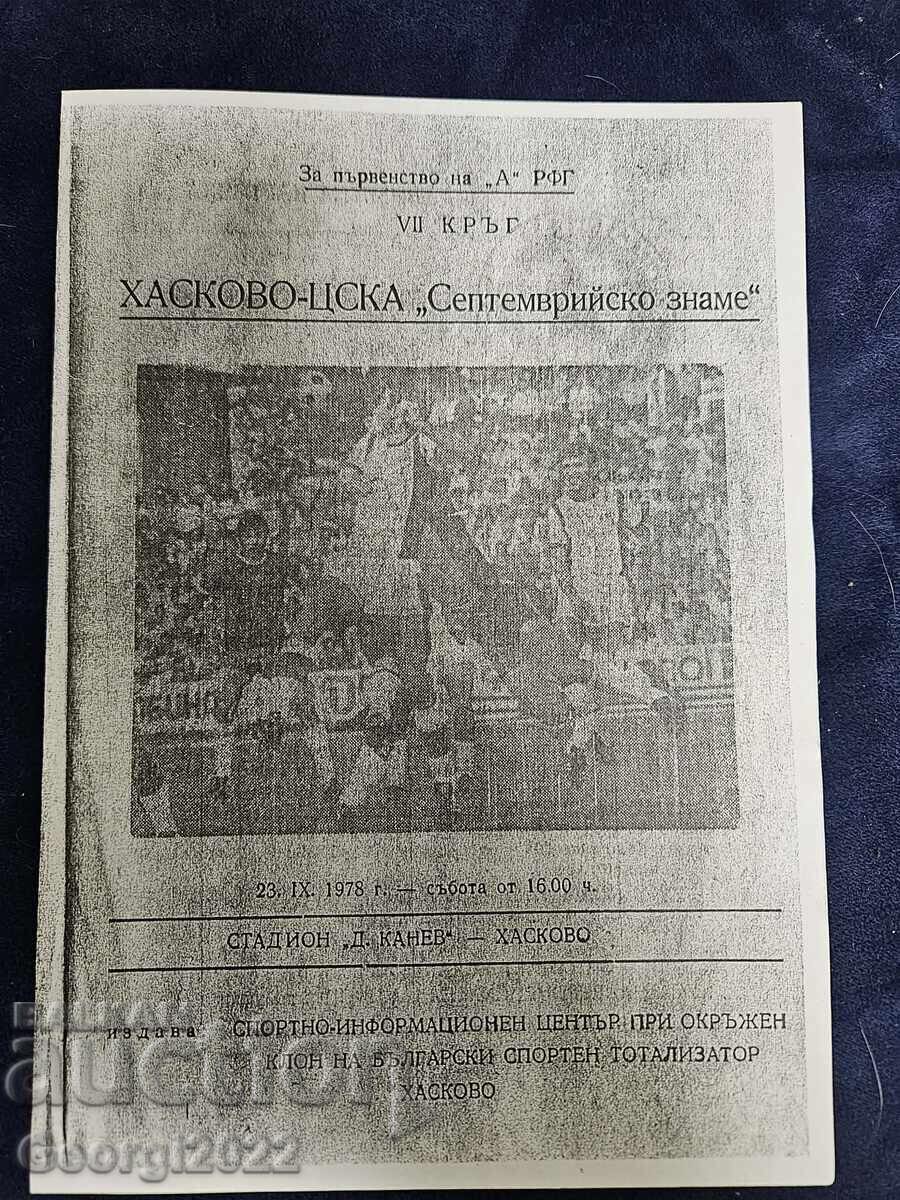 За първенство на „А“ РФГ
VII КРЪГ
ХАСКОВО-ЦСКА „Септемврийско знаме“
23. IX. 1978 г. — събота от 16.00 ч.
СТАДИОН „Д. КАНЕВ“ — ХАСКОВО
издава СПОРТНО-ИНФОРМАЦИОНЕН ЦЕНТЪР ПРИ ОКРЪЖЕН
КЛОН НА БЪЛГАРСКИ СПОРТЕН ТОТАЛИЗАТОР
ХАСКОВО
БАЛКАН
auction
Georgi2022